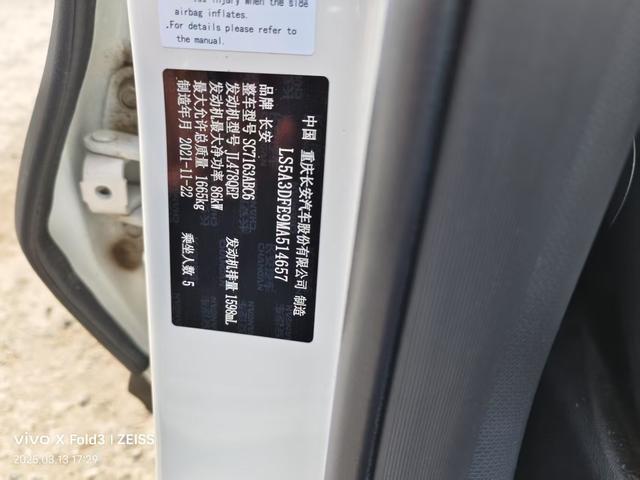 injury when the side
airbag inflates.
.For details please refer to
the manual.
中国 重庆长安汽车股份有限公司 制造
LS5A3DFE9MA514657
品牌 长安
整车型号 SC7163ABC6
发动机型号 JL478QEP 发动机排量 1598mL
发动机最大净功率 86kW
最大允许总质量 1665kg
制造年月 2021-11-22 乘坐人数 5
vivo X Fold3 | ZEISS
2025.03.13 17:29